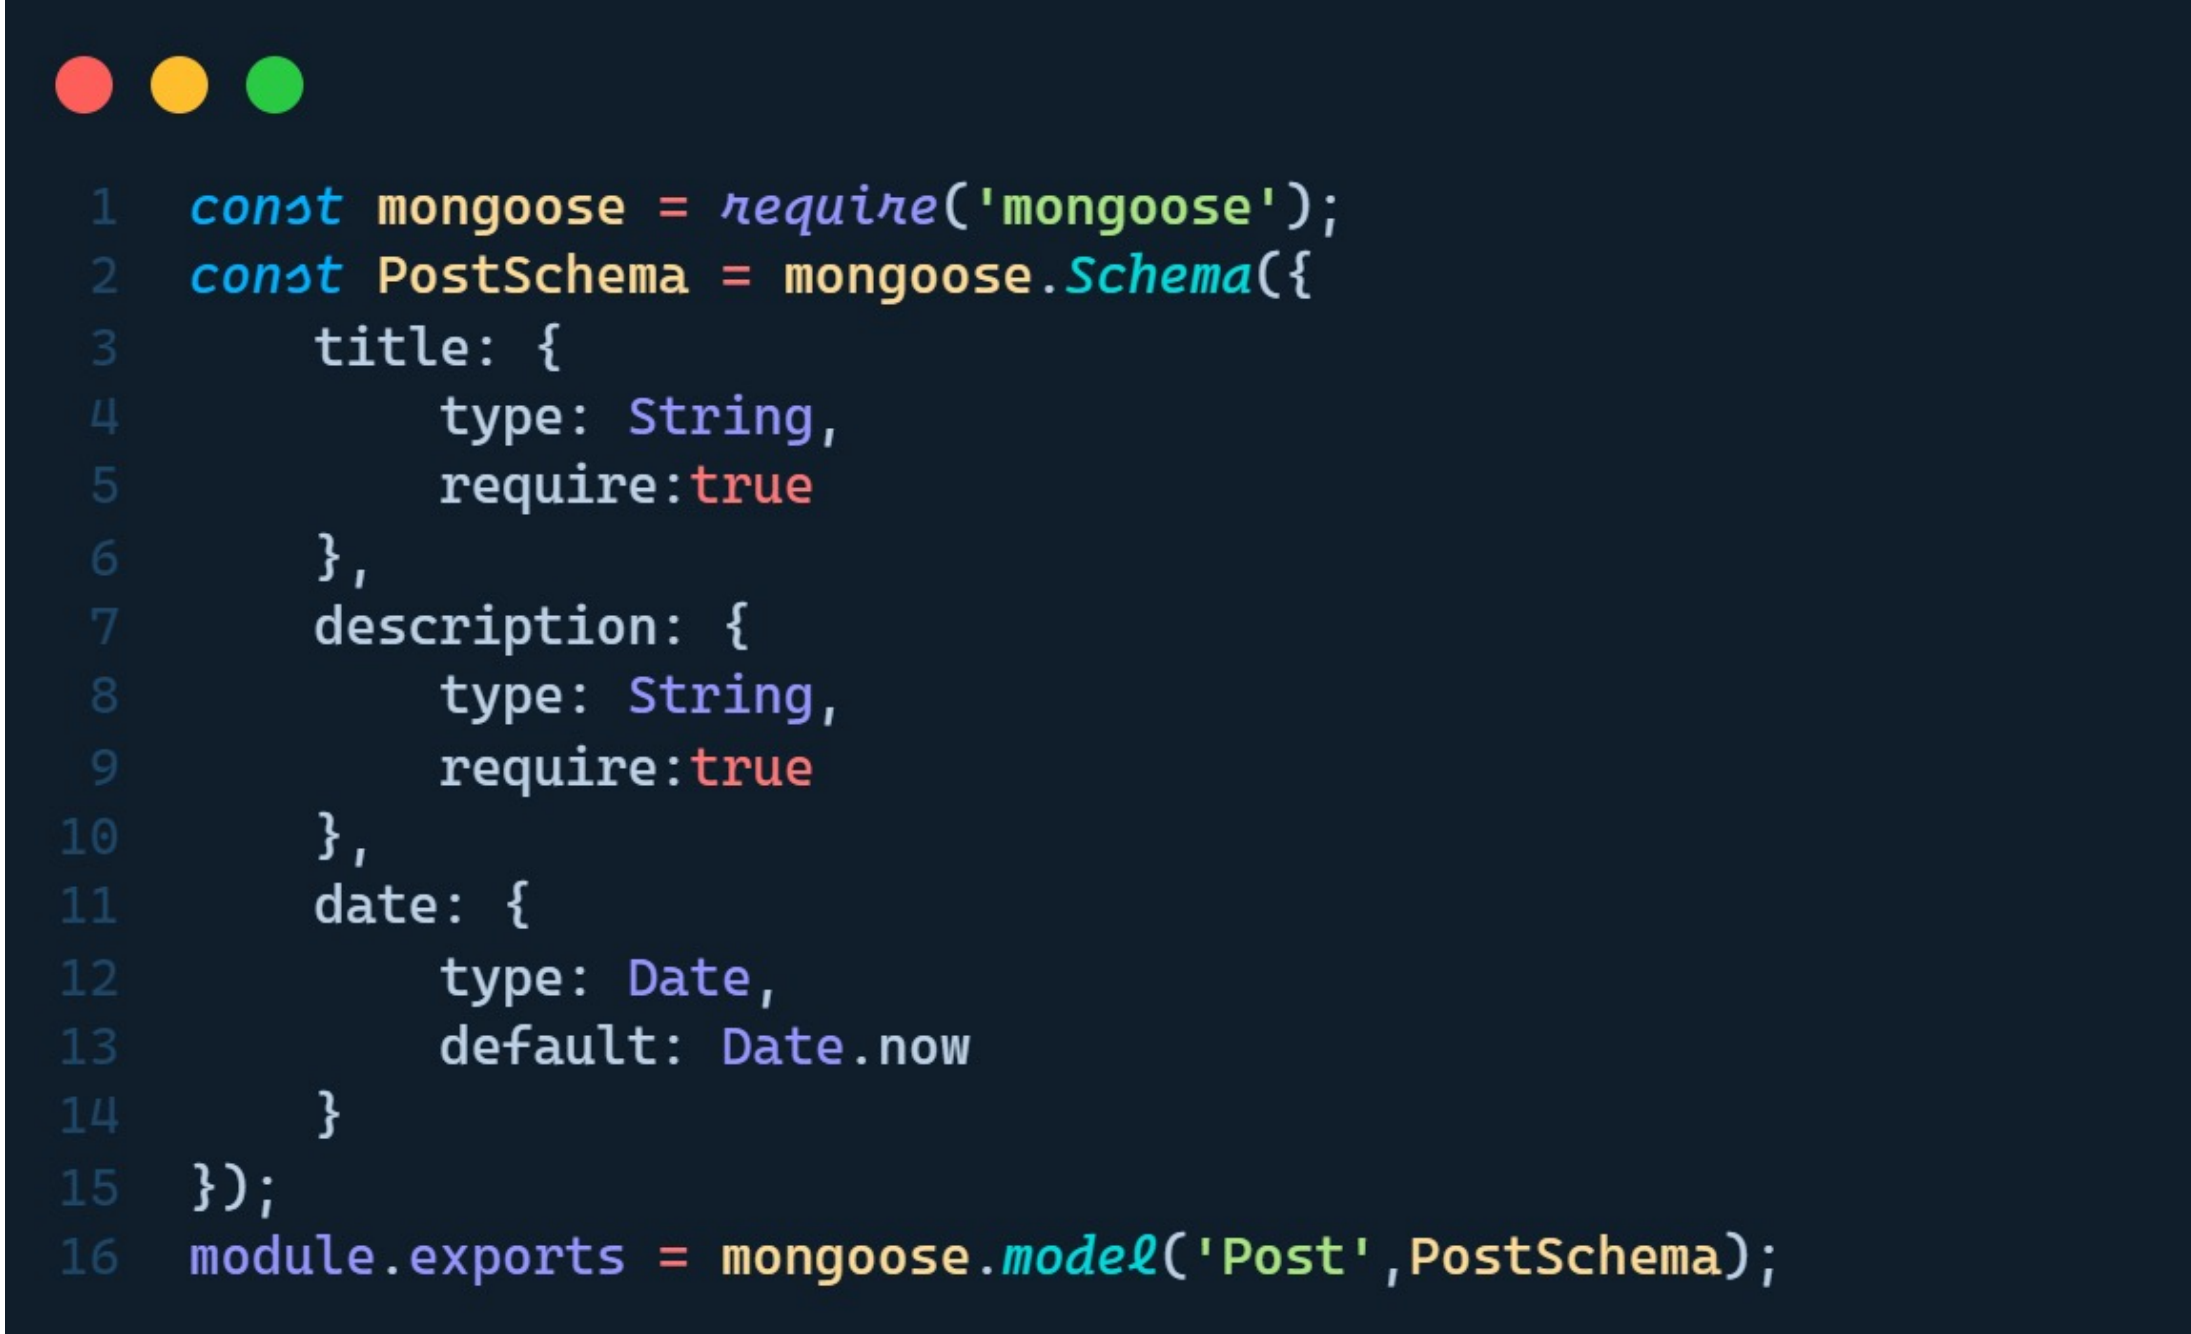 1 const mongoose = require('mongoose');
2 const PostSchema = mongoose.Schema({
3     title: {
4         type: String,
5         require:true
6     },
7     description: {
8         type: String,
9         require:true
10     },
11     date: {
12         type: Date,
13         default: Date.now
14     }
15 });
16 module.exports = mongoose.model('Post',PostSchema);